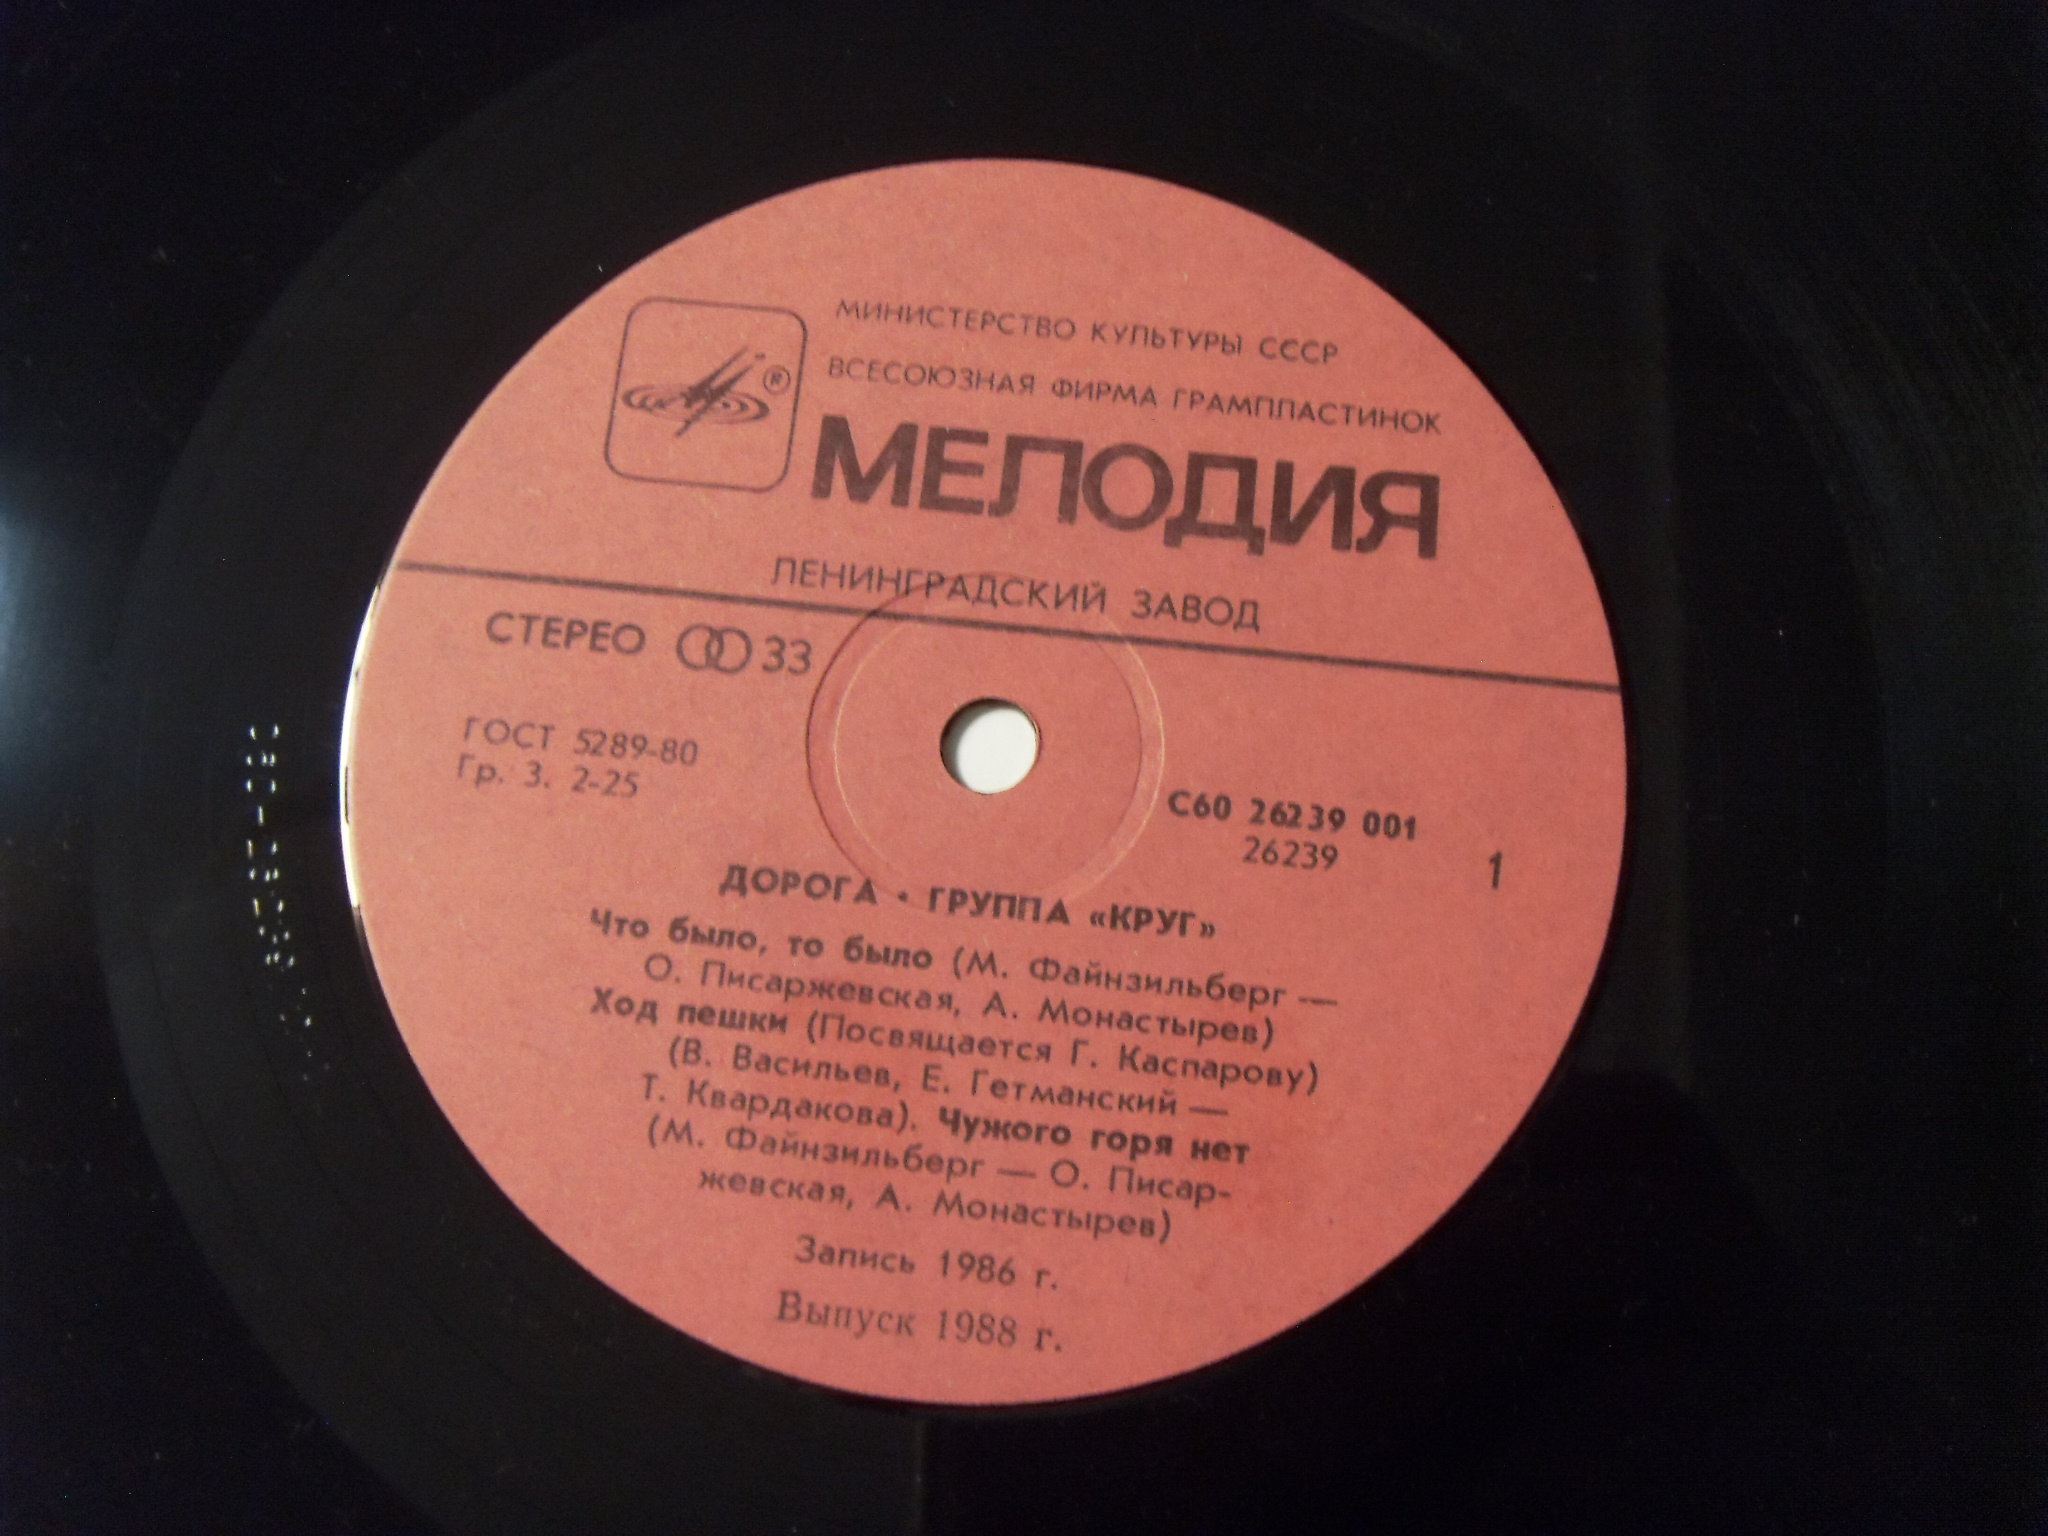 МИНИСТЕРСТВО КУЛЬТУРЫ СССР
ВСЕСОЮЗНАЯ ФИРМА ГРАМПЛАСТИНОК
®
МЕЛОДИЯ
ЛЕНИНГРАДСКИЙ ЗАВОД
СТЕРЕО 33
ГОСТ 5289-80
Гр. 3. 2-25
С60 26239 001
26239
1
ДОРОГА • ГРУППА «КРУГ»
Что было, то было (М. Файнзильберг —
О. Писаржевская, А. Монастырев)
Ход пешки (Посвящается Г. Каспарову)
(В. Васильев, Е. Гетманский —
Т. Квардакова). Чужого горя нет
(М. Файнзильберг — О. Писар-
жевская, А. Монастырев)
Запись 1986 г.
Выпуск 1988 г.